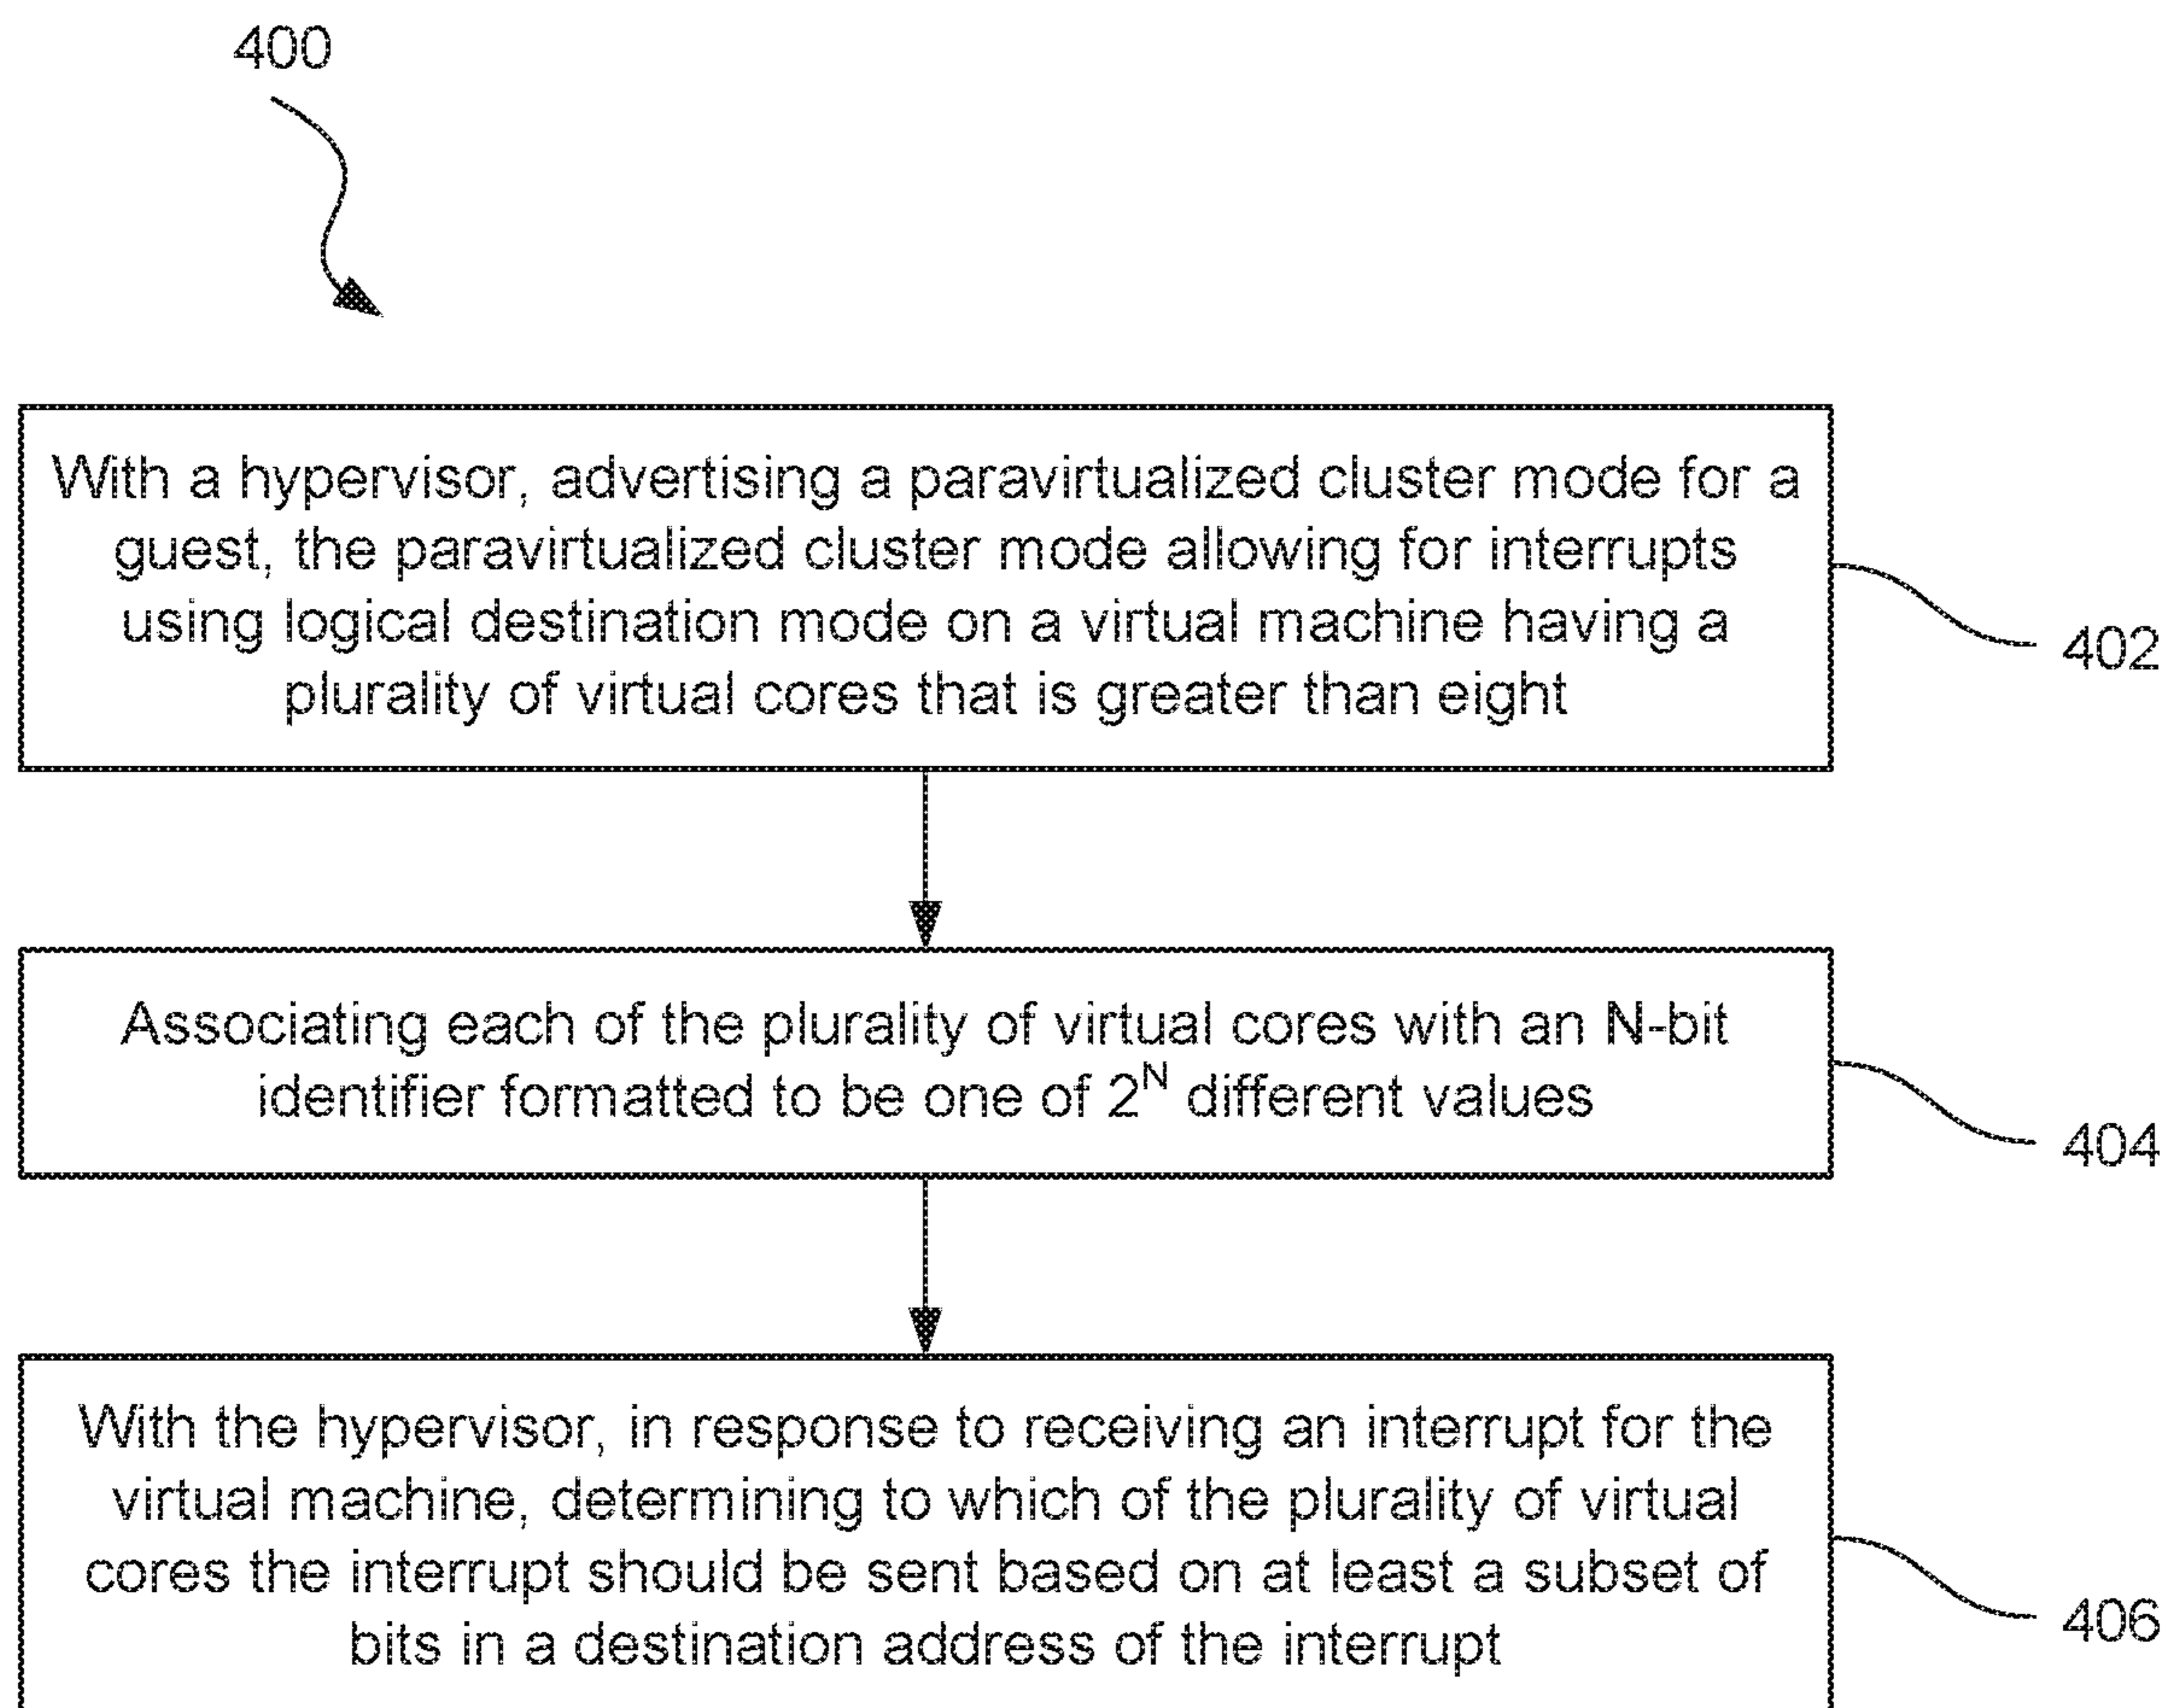 400
With a hypervisor, advertising a paravirtualized cluster mode for a
guest, the paravirtualized cluster mode allowing for interrupts
using logical destination mode on a virtual machine having a
plurality of virtual cores that is greater than eight
402
Associating each of the plurality of virtual cores with an N-bit
identifier formatted to be one of 2^N different values
404
With the hypervisor, in response to receiving an interrupt for the
virtual machine, determining to which of the plurality of virtual
cores the interrupt should be sent based on at least a subset of
bits in a destination address of the interrupt
406